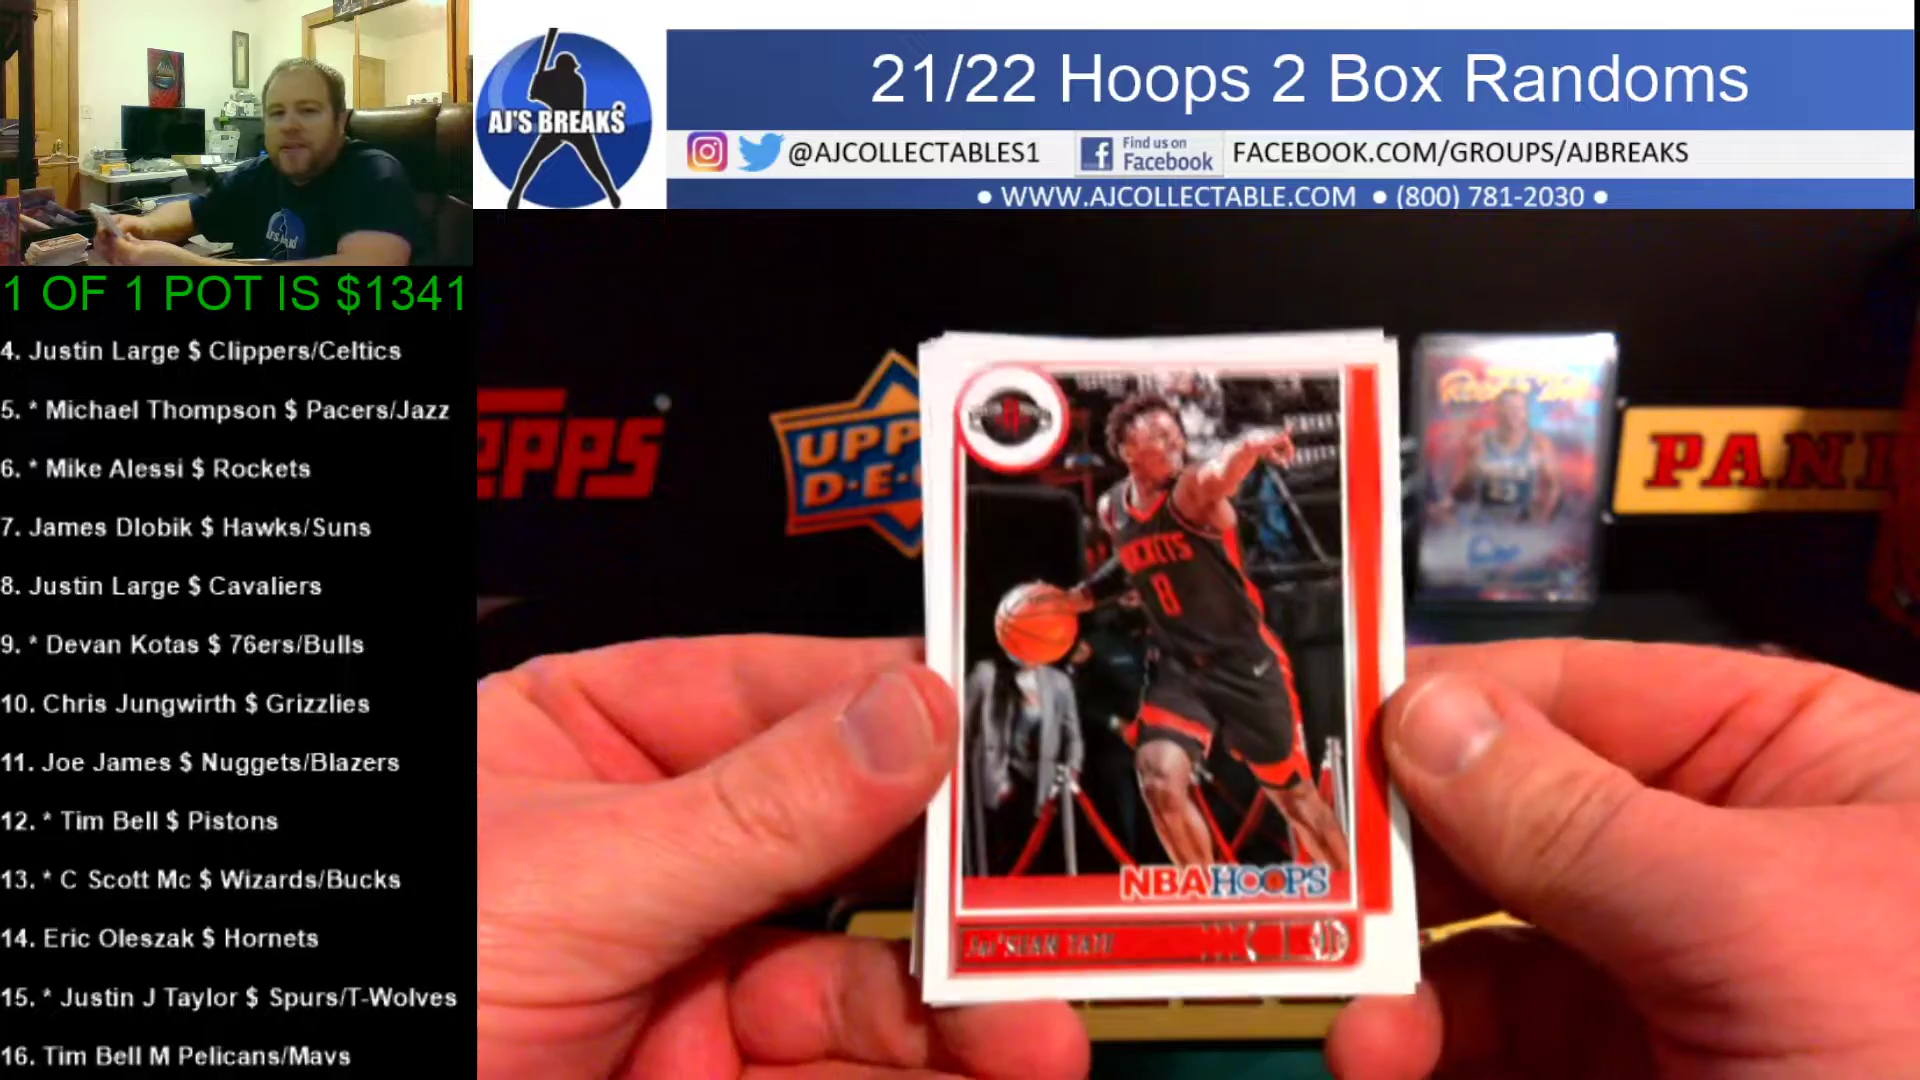 21/22 Hoops 2 Box Randoms
AJ'S BREAKS
@AJCOLLECTABLES1
Find us on
Facebook
FACEBOOK.COM/GROUPS/AJBREAKS
• WWW.AJCOLLECTABLE.COM • (800) 781-2030 •
1 OF 1 POT IS $1341
4. Justin Large $ Clippers/Celtics
5. * Michael Thompson $ Pacers/Jazz
6. * Mike Alessi $ Rockets
7. James Dlobik $ Hawks/Suns
8. Justin Large $ Cavaliers
9. * Devan Kotas $ 76ers/Bulls
10. Chris Jungwirth $ Grizzlies
11. Joe James $ Nuggets/Blazers
12. * Tim Bell $ Pistons
13. * C Scott Mc $ Wizards/Bucks
14. Eric Oleszak $ Hornets
15. * Justin J Taylor $ Spurs/T-Wolves
16. Tim Bell M Pelicans/Mavs
EPPS
UPP
D·E·
PANI
ROCKETS
8
NBA HOOPS